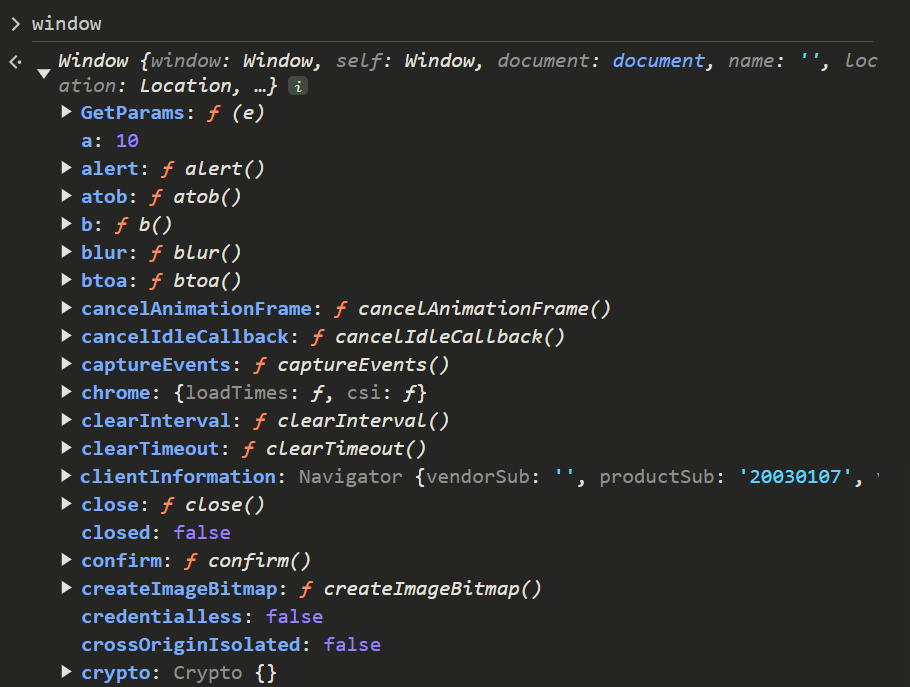 > window
Window {window: Window, self: Window, document: document, name: '', loc
ation: Location, …} i
GetParams: ƒ (e)
a: 10
alert: ƒ alert()
atob: ƒ atob()
b: ƒ b()
blur: ƒ blur()
btoa: ƒ btoa()
cancelAnimationFrame: ƒ cancelAnimationFrame()
cancelIdleCallback: ƒ cancelIdleCallback()
captureEvents: ƒ captureEvents()
chrome: {loadTimes: ƒ, csi: ƒ}
clearInterval: ƒ clearInterval()
clearTimeout: ƒ clearTimeout()
clientInformation: Navigator {vendorSub: '', productSub: '20030107',
close: ƒ close()
closed: false
confirm: ƒ confirm()
createImageBitmap: ƒ createImageBitmap()
credentialless: false
crossOriginIsolated: false
crypto: Crypto {}